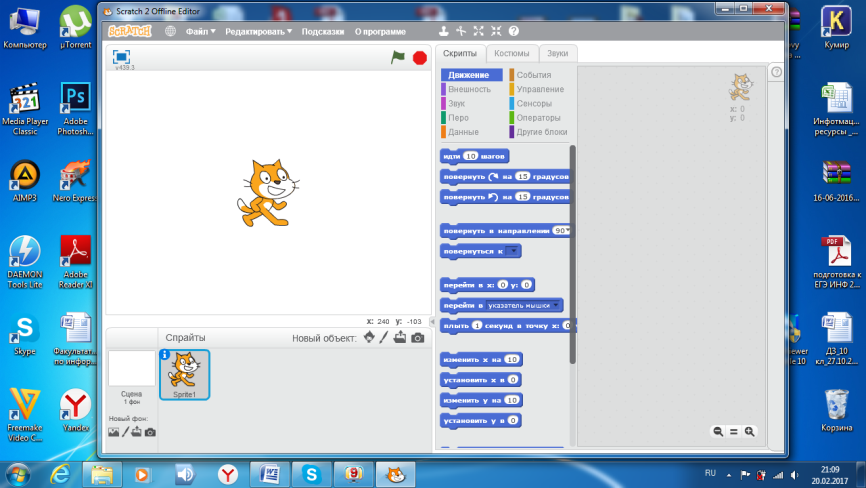 Scratch 2 Offline Editor
SCRATCH Файл Редактировать Подсказки О программе
v439.3
Скрипты Костюмы Звуки
Движение События
Внешность Управление
Звук Сенсоры
Перо Операторы
Данные Другие блоки
x: 0
y: 0
идти 10 шагов
повернуть на 15 градусов
повернуть на 15 градусов
повернуть в направлении 90
повернуться к
перейти в x: 0 y: 0
перейти в указатель мышки
плыть 1 секунд в точку x: 0
изменить x на 10
установить x в 0
изменить y на 10
установить y в 0
x: 240 y: -103
Спрайты Новый объект:
Сцена
1 фон
Новый фон:
Sprite1
Компьютер
µTorrent
Media Player
Classic
Ps
Adobe
Photosh...
AIMP3
Nero Express
DAEMON
Tools Lite
Adobe
Reader XI
Skype
Факультат...
по инфор...
Freemake
Video C...
Yandex
Кумир
Инфотмац...
ресурсы _...
16-06-2016...
PDF
подготовка к
ЕГЭ ИНФ 2...
ДЗ_10
кл_27.10.2...
Корзина
RU
21:09
20.02.2017